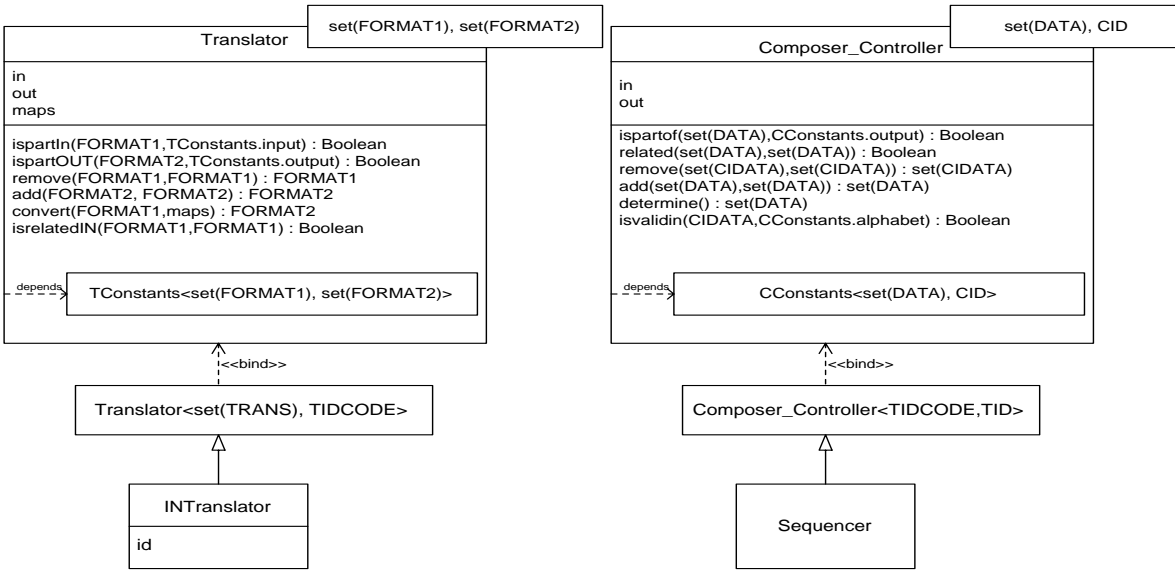 set(FORMAT1), set(FORMAT2)
Translator
in
out
maps
ispartIn(FORMAT1,TConstants.input) : Boolean
ispartOUT(FORMAT2,TConstants.output) : Boolean
remove(FORMAT1,FORMAT1) : FORMAT1
add(FORMAT2, FORMAT2) : FORMAT2
convert(FORMAT1,maps) : FORMAT2
isrelatedIN(FORMAT1,FORMAT1) : Boolean
depends
TConstants<set(FORMAT1), set(FORMAT2)>
<<bind>>
Translator<set(TRANS), TIDCODE>
INTranslator
id
set(DATA), CID
Composer_Controller
in
out
ispartof(set(DATA),CConstants.output) : Boolean
related(set(DATA),set(DATA)) : Boolean
remove(set(CIDATA),set(CIDATA)) : set(CIDATA)
add(set(DATA),set(DATA)) : set(DATA)
determine() : set(DATA)
isvalidin(CIDATA,CConstants.alphabet) : Boolean
depends
CConstants<set(DATA), CID>
<<bind>>
Composer_Controller<TIDCODE,TID>
Sequencer